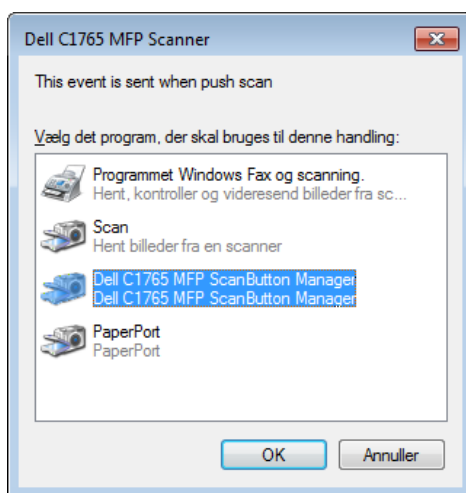 Dell C1765 MFP Scanner
This event is sent when push scan
Vælg det program, der skal bruges til denne handling:
Programmet Windows Fax og scanning.
Hent, kontroller og videresend billeder fra sc...
Scan
Hent billeder fra en scanner
Dell C1765 MFP ScanButton Manager
Dell C1765 MFP ScanButton Manager
PaperPort
PaperPort
OK
Annuller